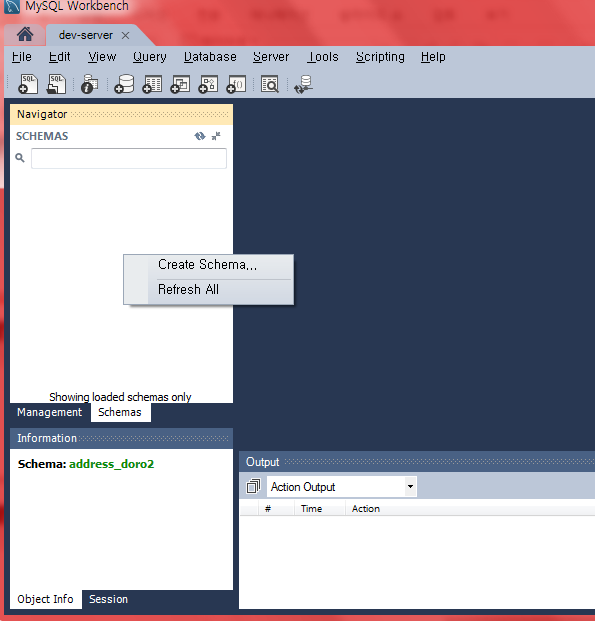 MySQL Workbench
dev-server
File Edit View Query Database Server Tools Scripting Help
Navigator
SCHEMAS
Create Schema...
Refresh All
Showing loaded schemas only
Management Schemas
Information
Schema: address_doro2
Object Info Session
Output
Action Output
# Time Action